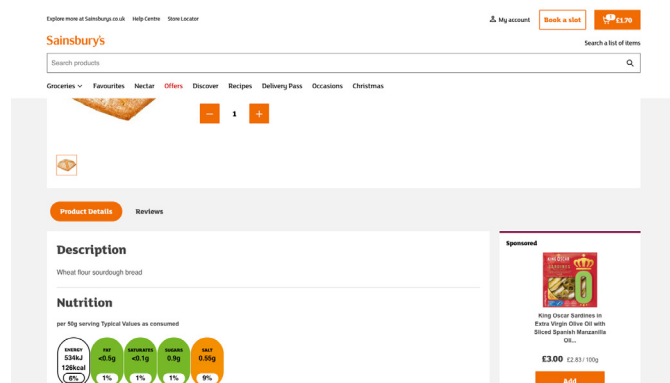 Explore more at Sainsburys.co.uk Help Centre Store Locator
My account Book a slot 1 £1.70
Sainsbury's
Search a list of items
Search products
Groceries Favourites Nectar Offers Discover Recipes Delivery Pass Occasions Christmas
− 1 +
Product Details Reviews
Description
Wheat flour sourdough bread
Nutrition
per 50g serving Typical Values as consumed
ENERGY
534kJ
126kcal
6%
FAT
<0.5g
1%
SATURATES
<0.1g
1%
SUGARS
0.9g
1%
SALT
0.55g
9%
Sponsored
KING OSCAR
SARDINES
King Oscar Sardines in
Extra Virgin Olive Oil with
Sliced Spanish Manzanilla
Oli...
£3.00 £2.83/100g
Add